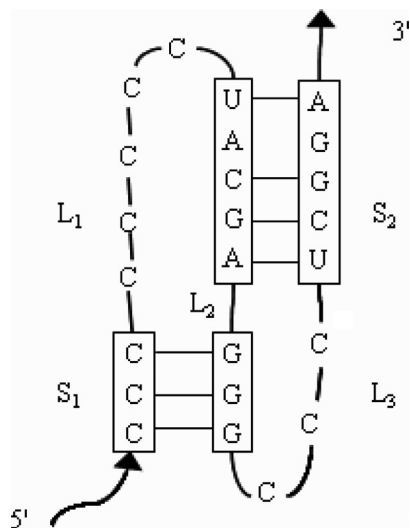 3'
C
C U A
A G
C C G
L₁ C G C S₂
A U
C
L₂
C G C
S₁ C G L₃
C G C
C
5'